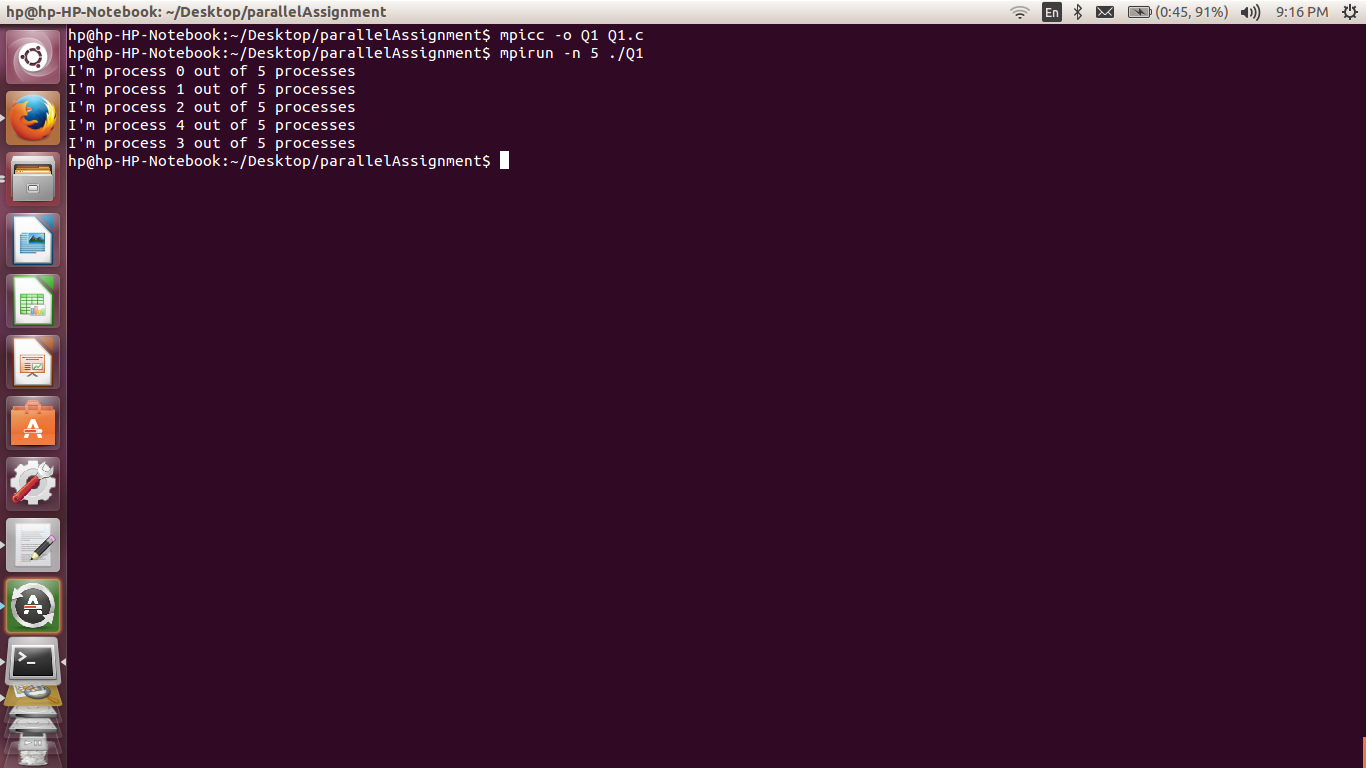 hp@hp-HP-Notebook: ~/Desktop/parallelAssignment
En
(0:45, 91%)
9:16 PM
hp@hp-HP-Notebook:~/Desktop/parallelAssignment$ mpicc -o Q1 Q1.c
hp@hp-HP-Notebook:~/Desktop/parallelAssignment$ mpirun -n 5 ./Q1
I'm process 0 out of 5 processes
I'm process 1 out of 5 processes
I'm process 2 out of 5 processes
I'm process 4 out of 5 processes
I'm process 3 out of 5 processes
hp@hp-HP-Notebook:~/Desktop/parallelAssignment$